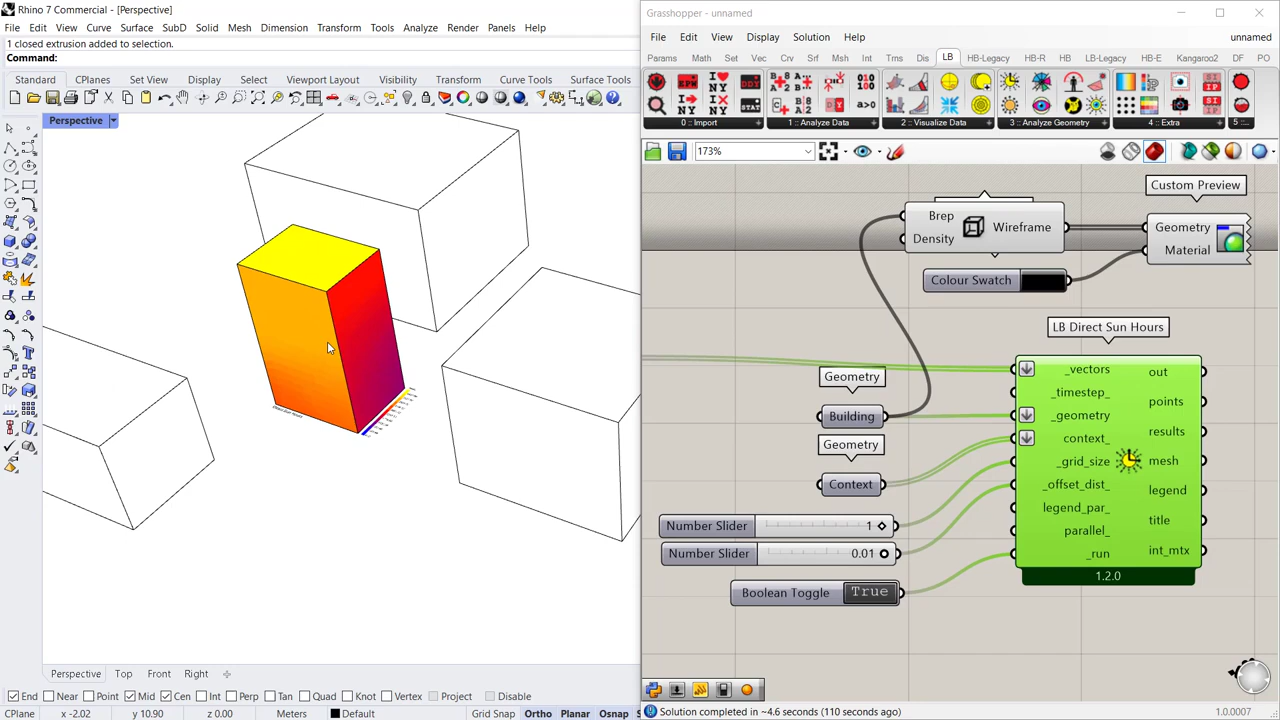 Rhino 7 Commercial - [Perspective]
File Edit View Curve Surface SubD Solid Mesh Dimension Transform Tools Analyze Render Panels Help
1 closed extrusion added to selection.
Command:
Standard CPlanes Set View Display Select Viewport Layout Visibility Transform Curve Tools Surface Tools
Perspective
Perspective Top Front Right
End Near Point Mid Cen Int Perp Tan Quad Knot Vertex Project Disable
CPlane x -2.02 y 10.90 z 0.00 Meters Default Grid Snap Ortho Planar Osnap
Grasshopper - unnamed
File Edit View Display Solution Help unnamed
Params Math Set Vec Crv Srf Msh Int Trns Dis LB HB-Legacy HB-R HB LB-Legacy HB-E Kangaroo2 DF PO
0 :: Import 1 :: Analyze Data 2 :: Visualize Data 3 :: Analyze Geometry 4 :: Extra 5 ::...
173%
Custom Preview
Brep
Density
Wireframe
Geometry
Material
Colour Swatch
LB Direct Sun Hours
Geometry
Building
Geometry
Context
Number Slider 1
Number Slider 0.01
Boolean Toggle True
_vectors
_timestep_
_geometry
context_
_grid_size
_offset_dist_
legend_par_
parallel_
_run
out
points
results
mesh
legend
title
int_mtx
1.2.0
Solution completed in ~4.6 seconds (110 seconds ago) 1.0.0007